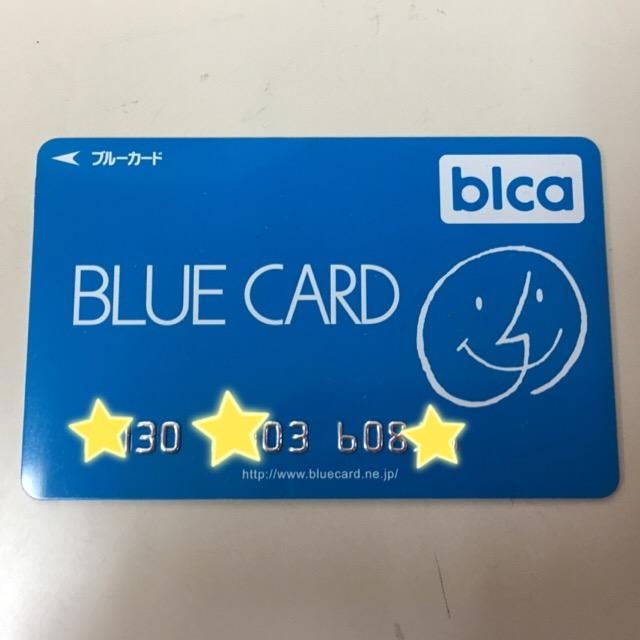 ブルーカード
blca
BLUE CARD
30 03 608
http://www.bluecard.ne.jp/